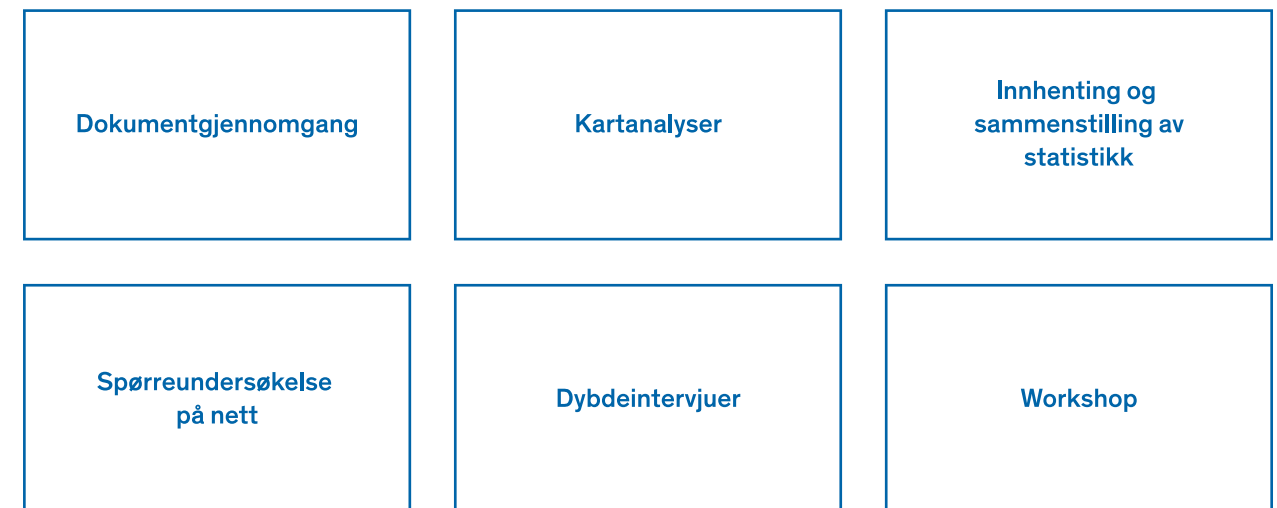 Dokumentgjennomgang
Kartanalyser
Innhenting og
sammenstilling av
statistikk
Spørreundersøkelse
på nett
Dybdeintervjuer
Workshop